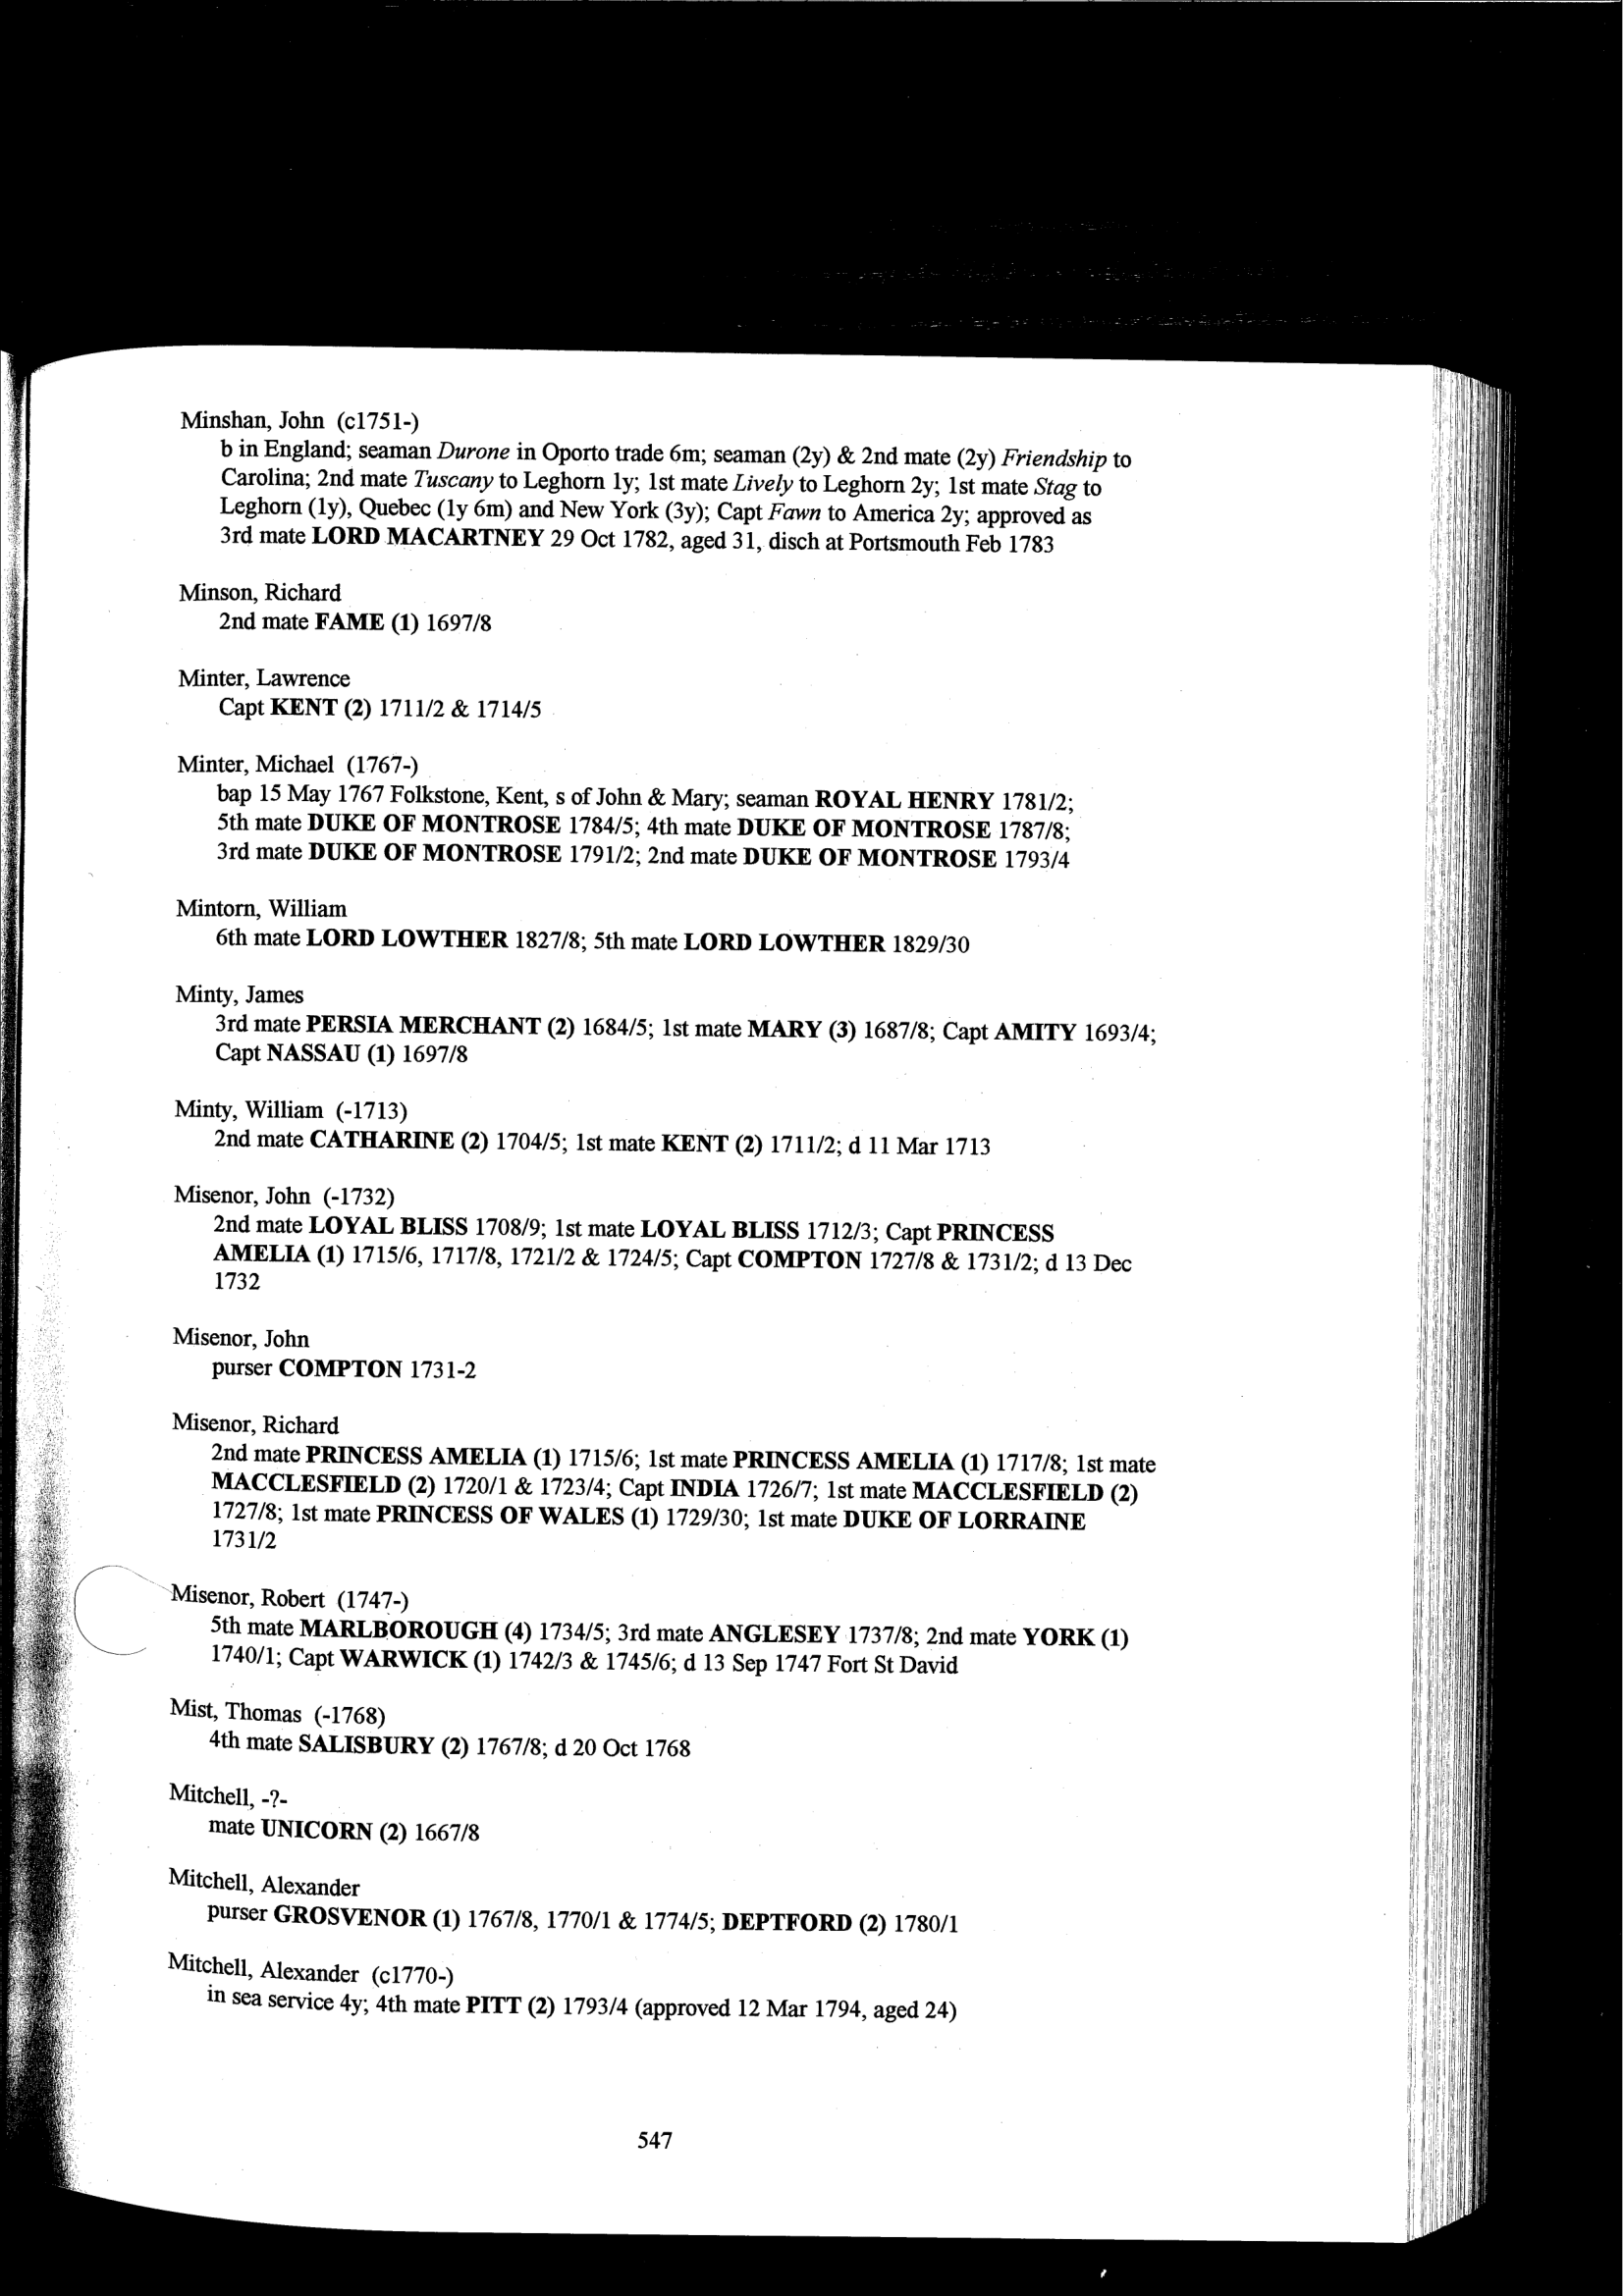 Minshan, John (c1751-)
b in England; seaman Durone in Oporto trade 6m; seaman (2y) & 2nd mate (2y) Friendship to
Carolina; 2nd mate Tuscany to Leghorn 1y; 1st mate Lively to Leghorn 2y; 1st mate Stag to
Leghorn (1y), Quebec (1y 6m) and New York (3y); Capt Fawn to America 2y; approved as
3rd mate LORD MACARTNEY 29 Oct 1782, aged 31, disch at Portsmouth Feb 1783
Minson, Richard
2nd mate FAME (1) 1697/8
Minter, Lawrence
Capt KENT (2) 1711/2 & 1714/5
Minter, Michael (1767-)
bap 15 May 1767 Folkstone, Kent, s of John & Mary; seaman ROYAL HENRY 1781/2;
5th mate DUKE OF MONTROSE 1784/5; 4th mate DUKE OF MONTROSE 1787/8;
3rd mate DUKE OF MONTROSE 1791/2; 2nd mate DUKE OF MONTROSE 1793/4
Mintorn, William
6th mate LORD LOWTHER 1827/8; 5th mate LORD LOWTHER 1829/30
Minty, James
3rd mate PERSIA MERCHANT (2) 1684/5; 1st mate MARY (3) 1687/8; Capt AMITY 1693/4;
Capt NASSAU (1) 1697/8
Minty, William (-1713)
2nd mate CATHARINE (2) 1704/5; 1st mate KENT (2) 1711/2; d 11 Mar 1713
Misenor, John (-1732)
2nd mate LOYAL BLISS 1708/9; 1st mate LOYAL BLISS 1712/3; Capt PRINCESS
AMELIA (1) 1715/6, 1717/8, 1721/2 & 1724/5; Capt COMPTON 1727/8 & 1731/2; d 13 Dec
1732
Misenor, John
purser COMPTON 1731-2
Misenor, Richard
2nd mate PRINCESS AMELIA (1) 1715/6; 1st mate PRINCESS AMELIA (1) 1717/8; 1st mate
MACCLESFIELD (2) 1720/1 & 1723/4; Capt INDIA 1726/7; 1st mate MACCLESFIELD (2)
1727/8; 1st mate PRINCESS OF WALES (1) 1729/30; 1st mate DUKE OF LORRAINE
1731/2
Misenor, Robert (1747-)
5th mate MARLBOROUGH (4) 1734/5; 3rd mate ANGLESEY 1737/8; 2nd mate YORK (1)
1740/1; Capt WARWICK (1) 1742/3 & 1745/6; d 13 Sep 1747 Fort St David
Mist, Thomas (-1768)
4th mate SALISBURY (2) 1767/8; d 20 Oct 1768
Mitchell, -?-
mate UNICORN (2) 1667/8
Mitchell, Alexander
purser GROSVENOR (1) 1767/8, 1770/1 & 1774/5; DEPTFORD (2) 1780/1
Mitchell, Alexander (c1770-)
in sea service 4y; 4th mate PITT (2) 1793/4 (approved 12 Mar 1794, aged 24)
547